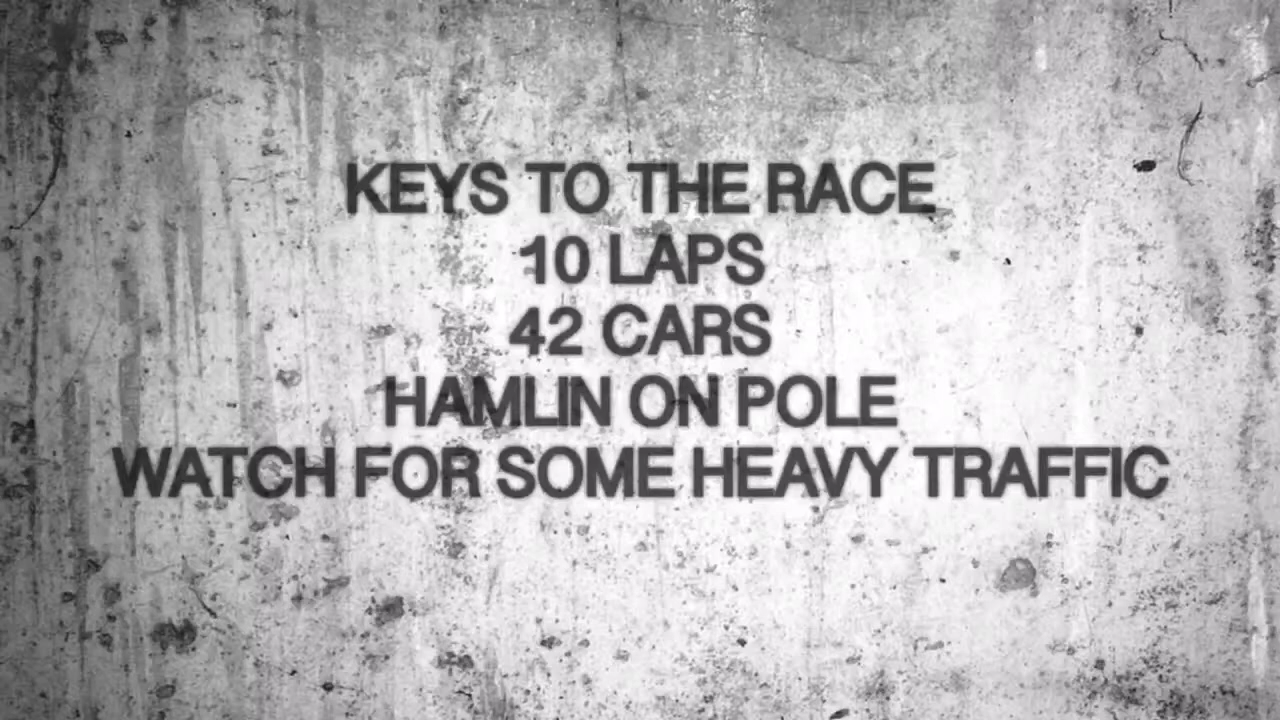 KEYS TO THE RACE
10 LAPS
42 CARS
HAMLIN ON POLE
WATCH FOR SOME HEAVY TRAFFIC